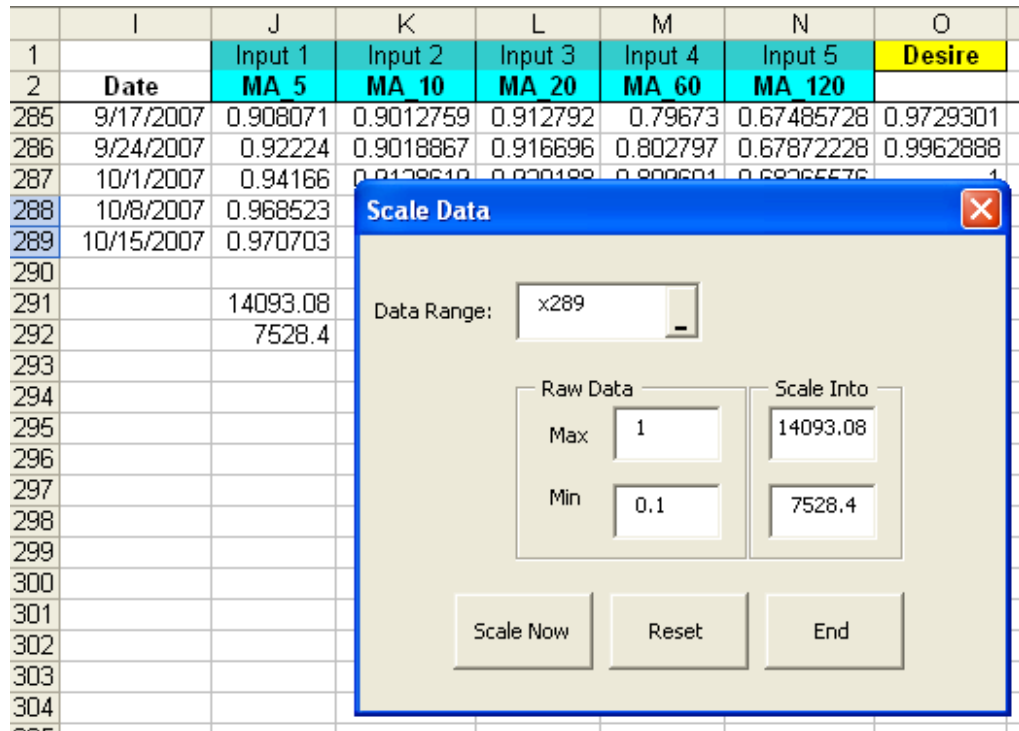 I J K L M N O
1 Input 1 Input 2 Input 3 Input 4 Input 5 Desire
2 Date MA_5 MA_10 MA_20 MA_60 MA_120
285 9/17/2007 0.908071 0.9012759 0.912792 0.79673 0.67485728 0.9729301
286 9/24/2007 0.92224 0.9018867 0.916696 0.802797 0.67872228 0.9962888
287 10/1/2007 0.94166 1
288 10/8/2007 0.968523
289 10/15/2007 0.970703
290
291 14093.08
292 7528.4
293
294
295
296
297
298
299
300
301
302
303
304
Scale Data
Data Range: x289 _
Raw Data Scale Into
Max 1 14093.08
Min 0.1 7528.4
Scale Now Reset End